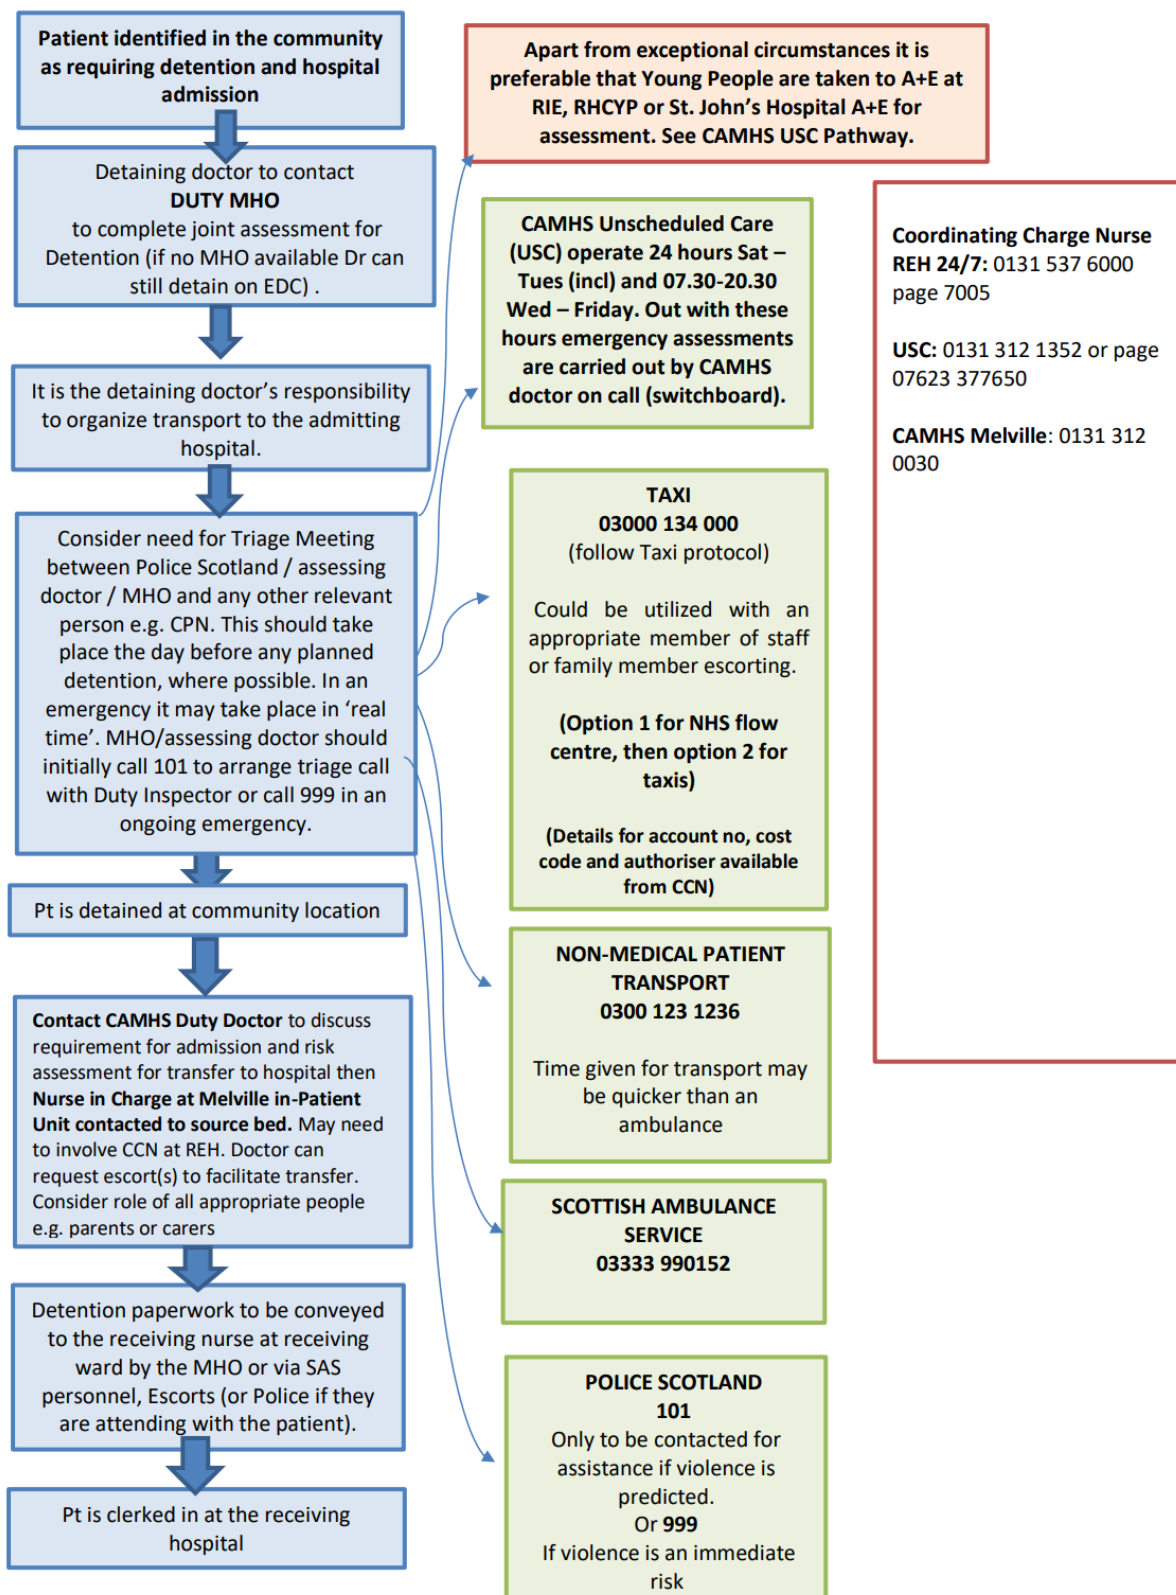 Patient identified in the community
as requiring detention and hospital
admission
Detaining doctor to contact
DUTY MHO
to complete joint assessment for
Detention (if no MHO available Dr can
still detain on EDC) .
It is the detaining doctor’s responsibility
to organize transport to the admitting
hospital.
Consider need for Triage Meeting
between Police Scotland / assessing
doctor / MHO and any other relevant
person e.g. CPN. This should take
place the day before any planned
detention, where possible. In an
emergency it may take place in ‘real
time’. MHO/assessing doctor should
initially call 101 to arrange triage call
with Duty Inspector or call 999 in an
ongoing emergency.
Pt is detained at community location
Contact CAMHS Duty Doctor to discuss
requirement for admission and risk
assessment for transfer to hospital then
Nurse in Charge at Melville in-Patient
Unit contacted to source bed. May need
to involve CCN at REH. Doctor can
request escort(s) to facilitate transfer.
Consider role of all appropriate people
e.g. parents or carers
Detention paperwork to be conveyed
to the receiving nurse at receiving
ward by the MHO or via SAS
personnel, Escorts (or Police if they
are attending with the patient).
Pt is clerked in at the receiving
hospital
Apart from exceptional circumstances it is
preferable that Young People are taken to A+E at
RIE, RHCYP or St. John’s Hospital A+E for
assessment. See CAMHS USC Pathway.
CAMHS Unscheduled Care
(USC) operate 24 hours Sat –
Tues (incl) and 07.30-20.30
Wed – Friday. Out with these
hours emergency assessments
are carried out by CAMHS
doctor on call (switchboard).
TAXI
03000 134 000
(follow Taxi protocol)
Could be utilized with an
appropriate member of staff
or family member escorting.
(Option 1 for NHS flow
centre, then option 2 for
taxis)
(Details for account no, cost
code and authoriser available
from CCN)
NON-MEDICAL PATIENT
TRANSPORT
0300 123 1236
Time given for transport may
be quicker than an
ambulance
SCOTTISH AMBULANCE
SERVICE
03333 990152
POLICE SCOTLAND
101
Only to be contacted for
assistance if violence is
predicted.
Or 999
If violence is an immediate
risk
Coordinating Charge Nurse
REH 24/7: 0131 537 6000
page 7005
USC: 0131 312 1352 or page
07623 377650
CAMHS Melville: 0131 312
0030